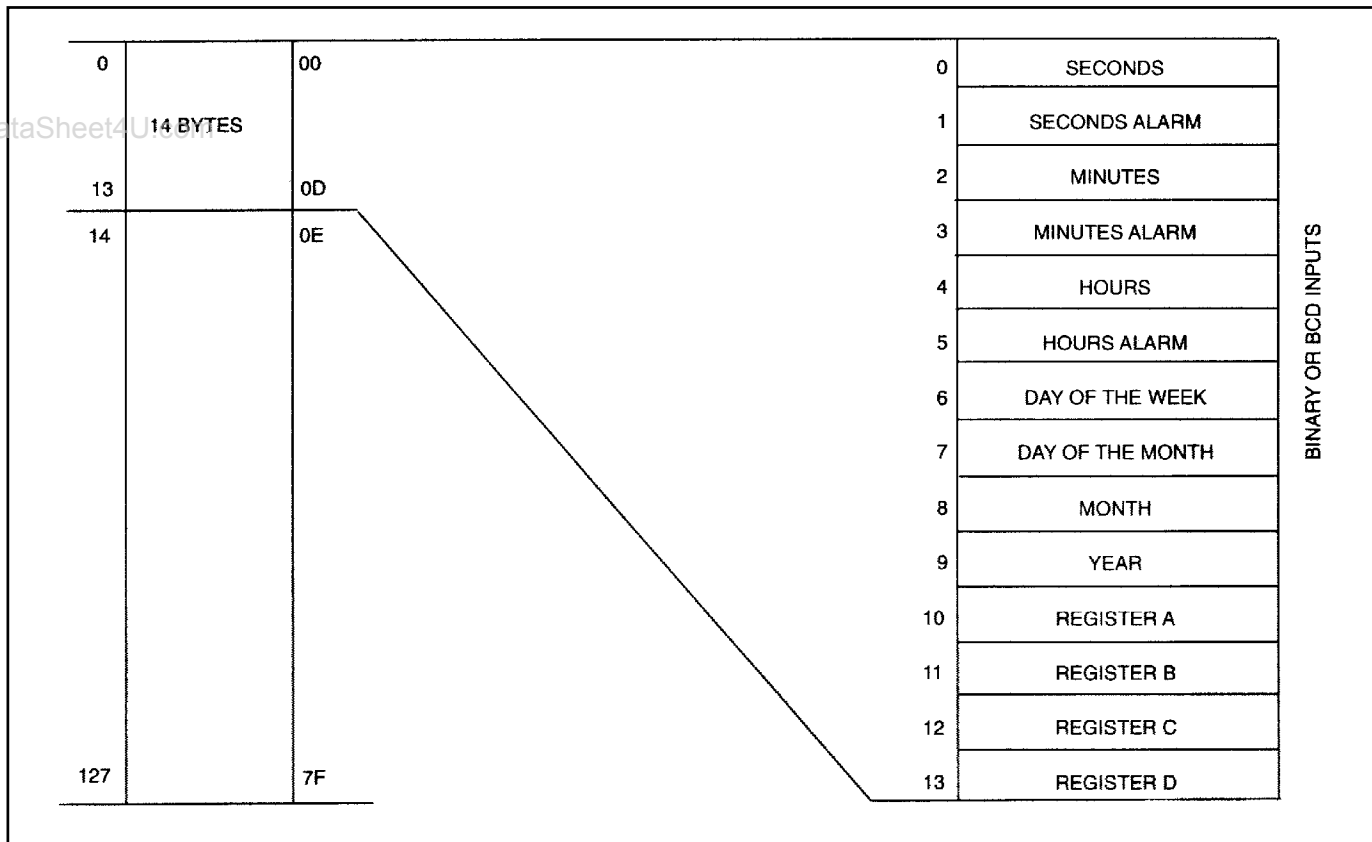 0 00
ataSheet4U.com
14 BYTES
13 0D
14 0E
127 7F
0 SECONDS
1 SECONDS ALARM
2 MINUTES
3 MINUTES ALARM
4 HOURS
5 HOURS ALARM
6 DAY OF THE WEEK
7 DAY OF THE MONTH
8 MONTH
9 YEAR
10 REGISTER A
11 REGISTER B
12 REGISTER C
13 REGISTER D
BINARY OR BCD INPUTS